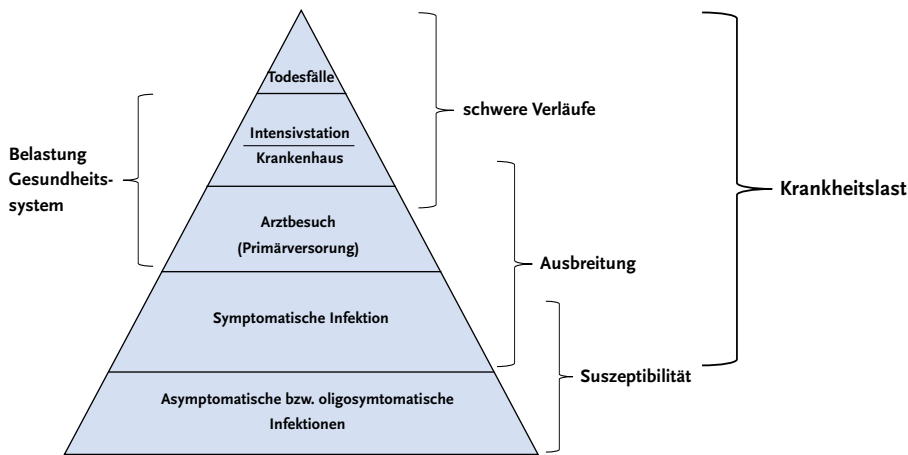 Todesfälle
Intensivstation
Krankenhaus
Arztbesuch
(Primärversorung)
Symptomatische Infektion
Asymptomatische bzw. oligosymtomatische
Infektionen
Belastung
Gesundheits-
system
schwere Verläufe
Ausbreitung
Suszeptibilität
Krankheitslast